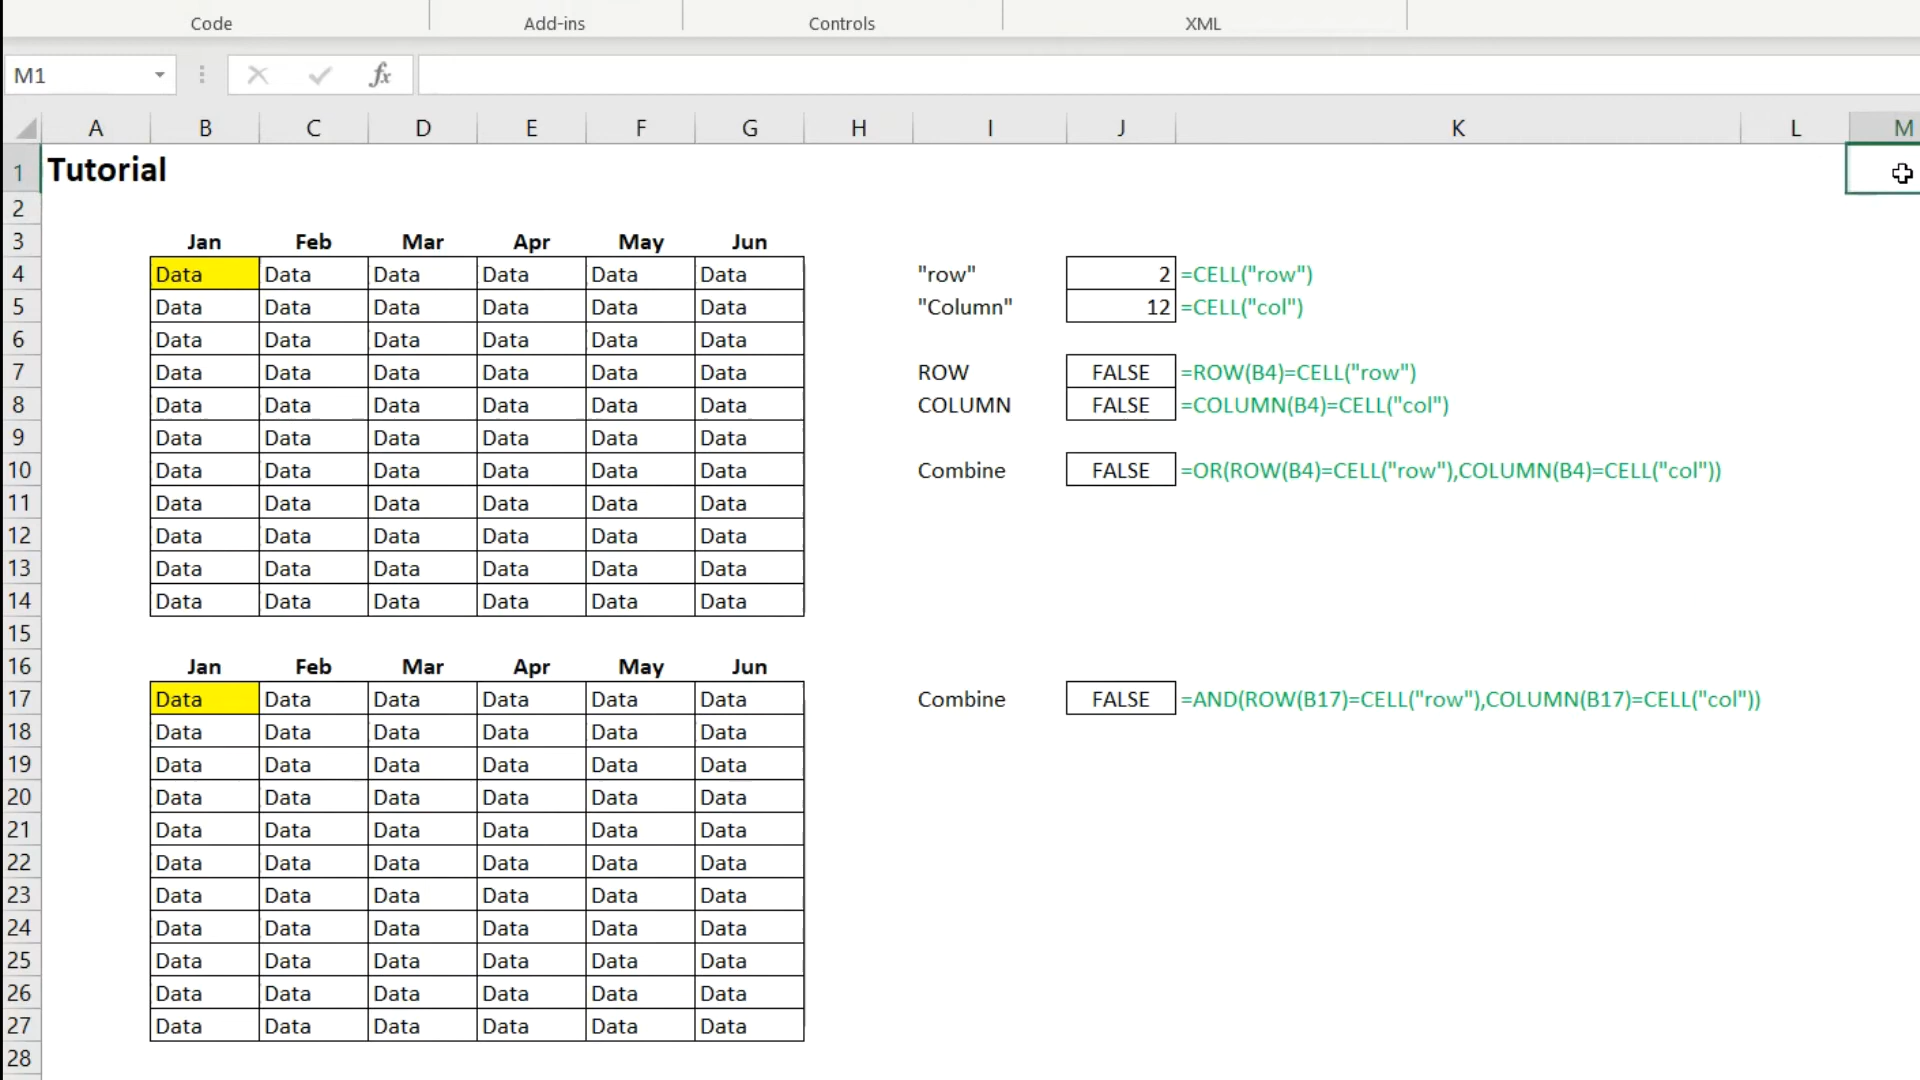 Code Add-ins Controls XML
M1 fx
A B C D E F G H I J K L M
1 Tutorial
2
3 Jan Feb Mar Apr May Jun
4 Data Data Data Data Data Data "row" 2 =CELL("row")
5 Data Data Data Data Data Data "Column" 12 =CELL("col")
6 Data Data Data Data Data Data
7 Data Data Data Data Data Data ROW FALSE =ROW(B4)=CELL("row")
8 Data Data Data Data Data Data COLUMN FALSE =COLUMN(B4)=CELL("col")
9 Data Data Data Data Data Data
10 Data Data Data Data Data Data Combine FALSE =OR(ROW(B4)=CELL("row"),COLUMN(B4)=CELL("col"))
11 Data Data Data Data Data Data
12 Data Data Data Data Data Data
13 Data Data Data Data Data Data
14 Data Data Data Data Data Data
15
16 Jan Feb Mar Apr May Jun
17 Data Data Data Data Data Data Combine FALSE =AND(ROW(B17)=CELL("row"),COLUMN(B17)=CELL("col"))
18 Data Data Data Data Data Data
19 Data Data Data Data Data Data
20 Data Data Data Data Data Data
21 Data Data Data Data Data Data
22 Data Data Data Data Data Data
23 Data Data Data Data Data Data
24 Data Data Data Data Data Data
25 Data Data Data Data Data Data
26 Data Data Data Data Data Data
27 Data Data Data Data Data Data
28